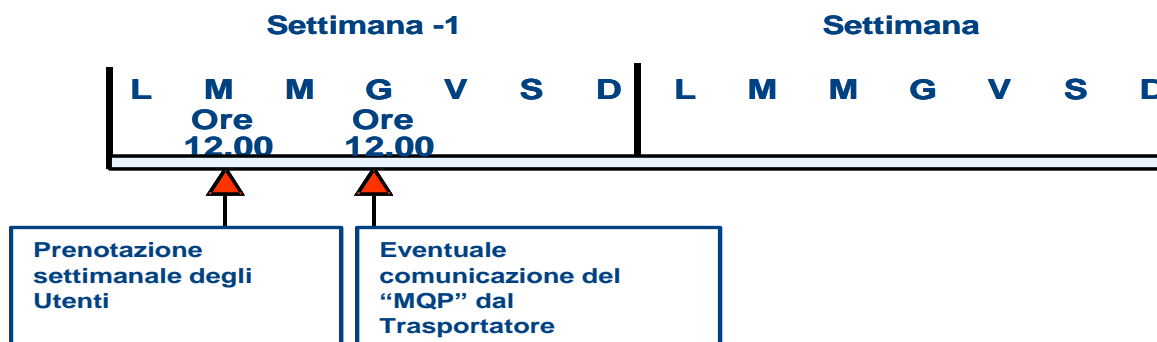 Settimana -1 Settimana
L M M G V S D L M M G V S D
Ore Ore
12.00 12.00
Prenotazione
settimanale degli
Utenti
Eventuale
comunicazione del
“MQP” dal
Trasportatore